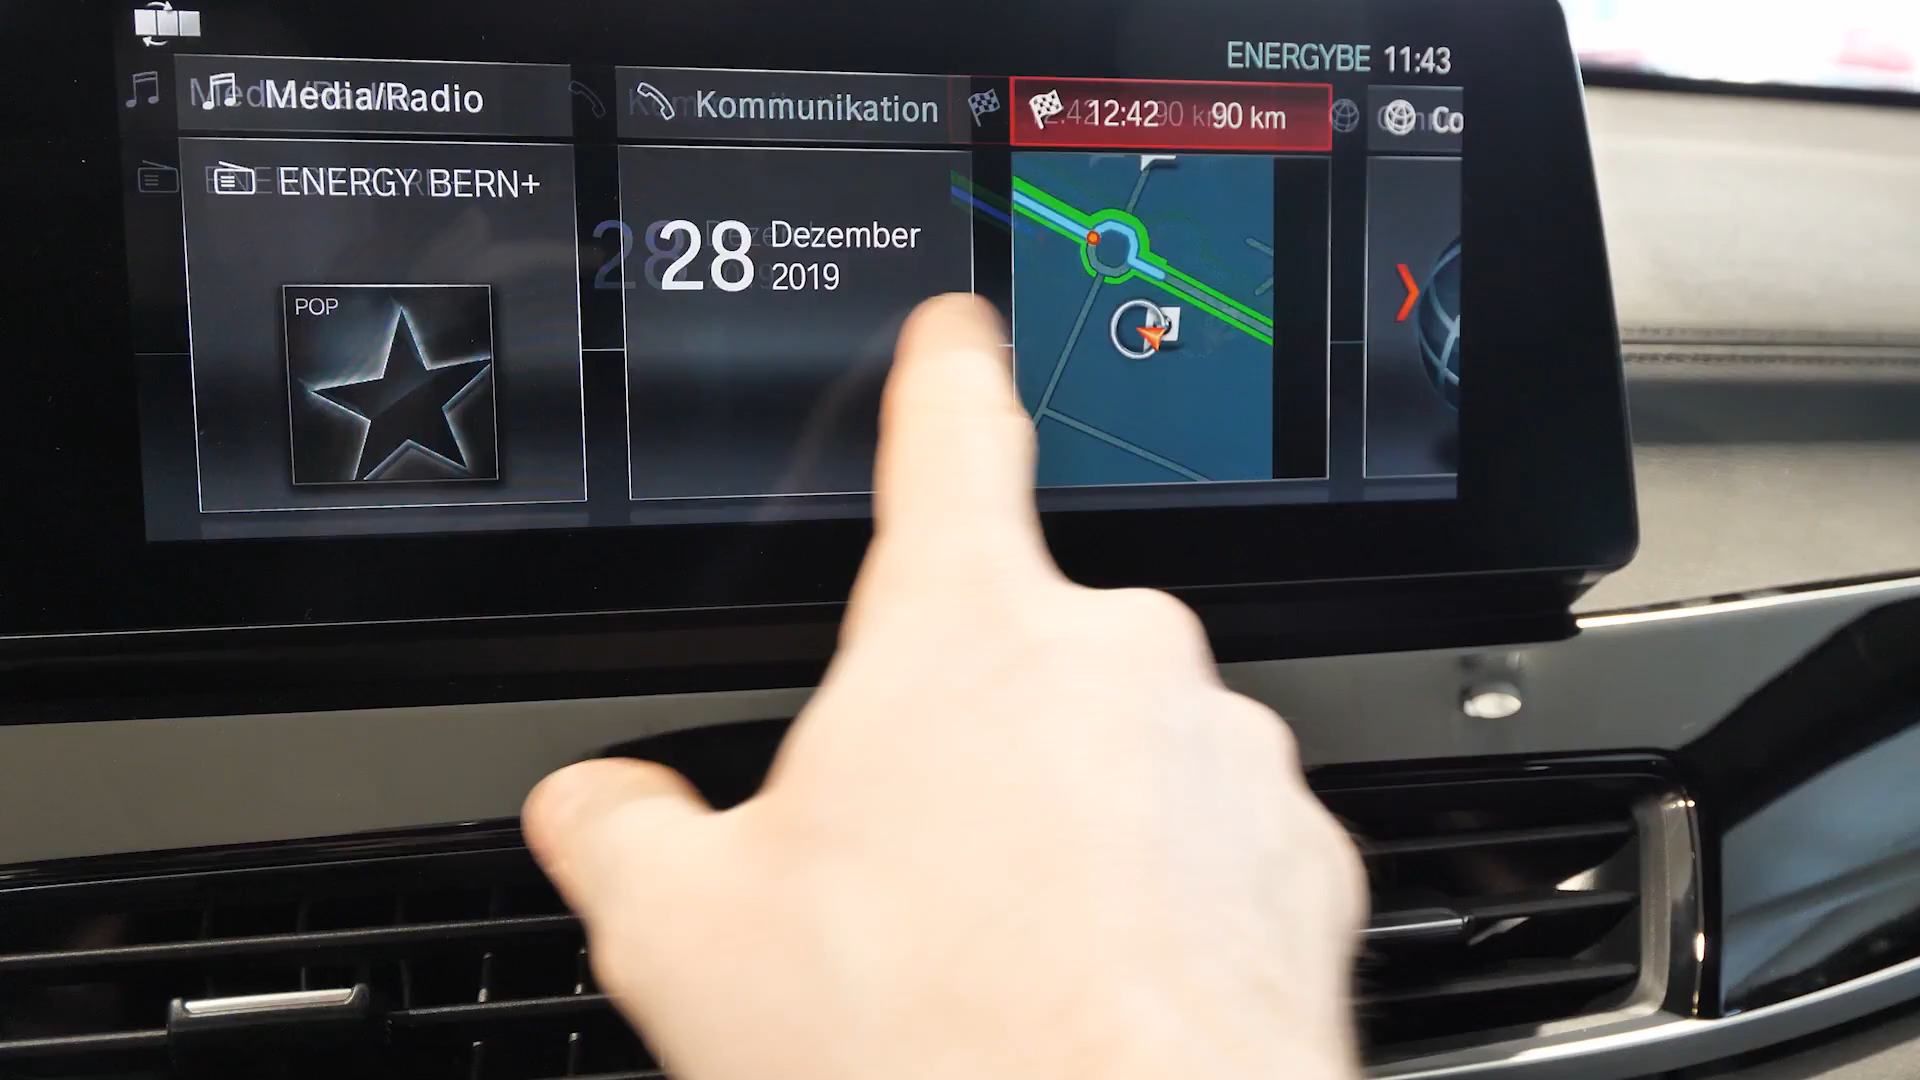 ENERGYBE 11:43
Media/Radio
Kommunikation
12:42 90 km
Co
ENERGY BERN+
28 Dezember
2019
POP